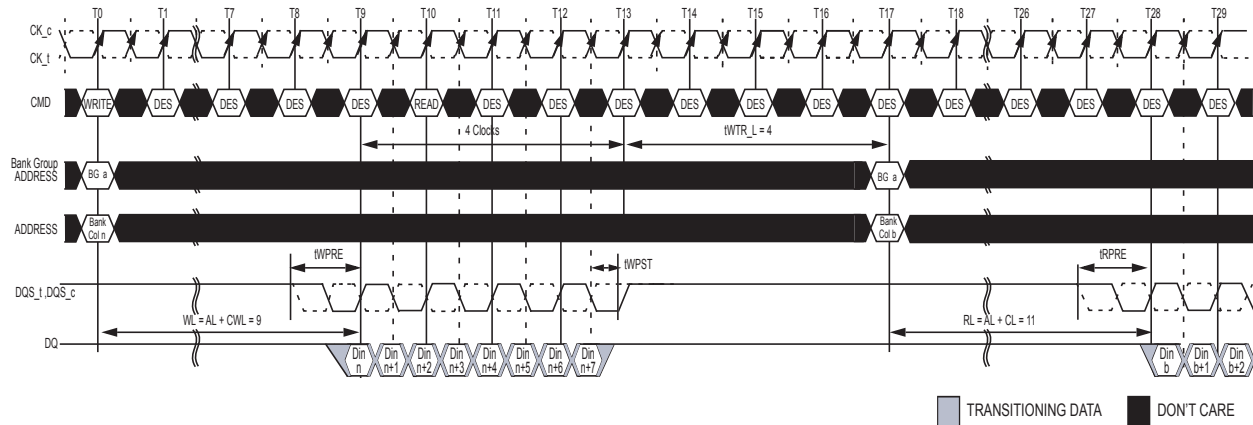 T0 T1 T7 T8 T9 T10 T11 T12 T13 T14 T15 T16 T17 T18 T26 T27 T28 T29
CK_c
CK_t
CMD WRITE DES DES DES DES READ DES DES DES DES DES DES DES DES DES DES DES DES
4 Clocks tWTR_L = 4
Bank Group
ADDRESS
BG a BG a
ADDRESS
Bank
Col n
Bank
Col b
tWPRE tWPST tRPRE
DQS_t ,DQS_c
WL = AL + CWL = 9 RL = AL + CL = 11
DQ
Din Din Din Din Din Din Din Din Din Din Din
n n+1 n+2 n+3 n+4 n+5 n+6 n+7 b b+1 b+2
TRANSITIONING DATA DON'T CARE